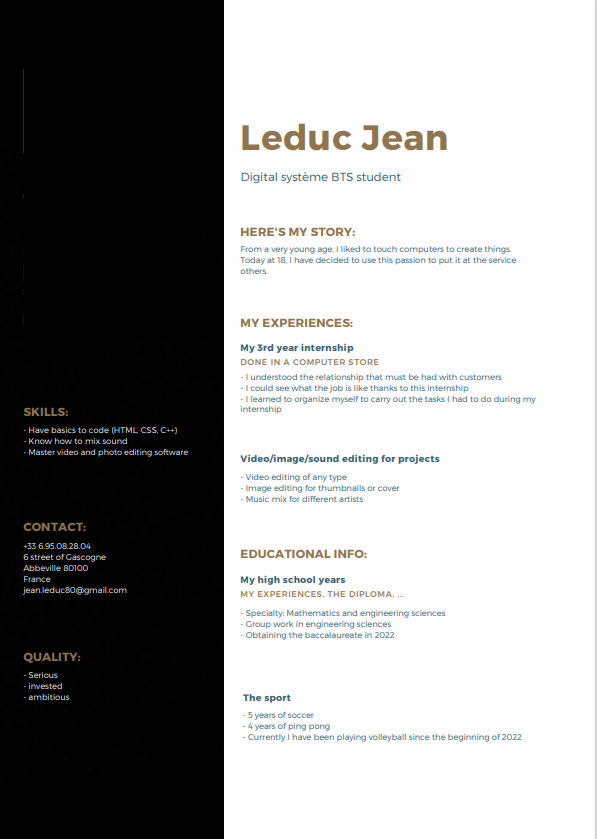 Leduc Jean
Digital système BTS student
HERE'S MY STORY:
From a very young age, I liked to touch computers to create things.
Today at 18, I have decided to use this passion to put it at the service
others.
MY EXPERIENCES:
My 3rd year internship
DONE IN A COMPUTER STORE
- I understood the relationship that must be had with customers
- I could see what the job is like thanks to this internship
- I learned to organize myself to carry out the tasks I had to do during my
internship
Video/image/sound editing for projects
- Video editing of any type
- Image editing for thumbnails or cover
- Music mix for different artists
EDUCATIONAL INFO:
My high school years
MY EXPERIENCES, THE DIPLOMA, ...
- Specialty: Mathematics and engineering sciences
- Group work in engineering sciences
- Obtaining the baccalaureate in 2022
The sport
- 5 years of soccer
- 4 years of ping pong
- Currently I have been playing volleyball since the beginning of 2022
SKILLS:
- Have basics to code (HTML, CSS, C++)
- Know how to mix sound
- Master video and photo editing software
CONTACT:
+33 6.95.08.28.04
6 street of Gascogne
Abbeville 80100
France
jean.leduc80@gmail.com
QUALITY:
- Serious
- invested
- ambitious